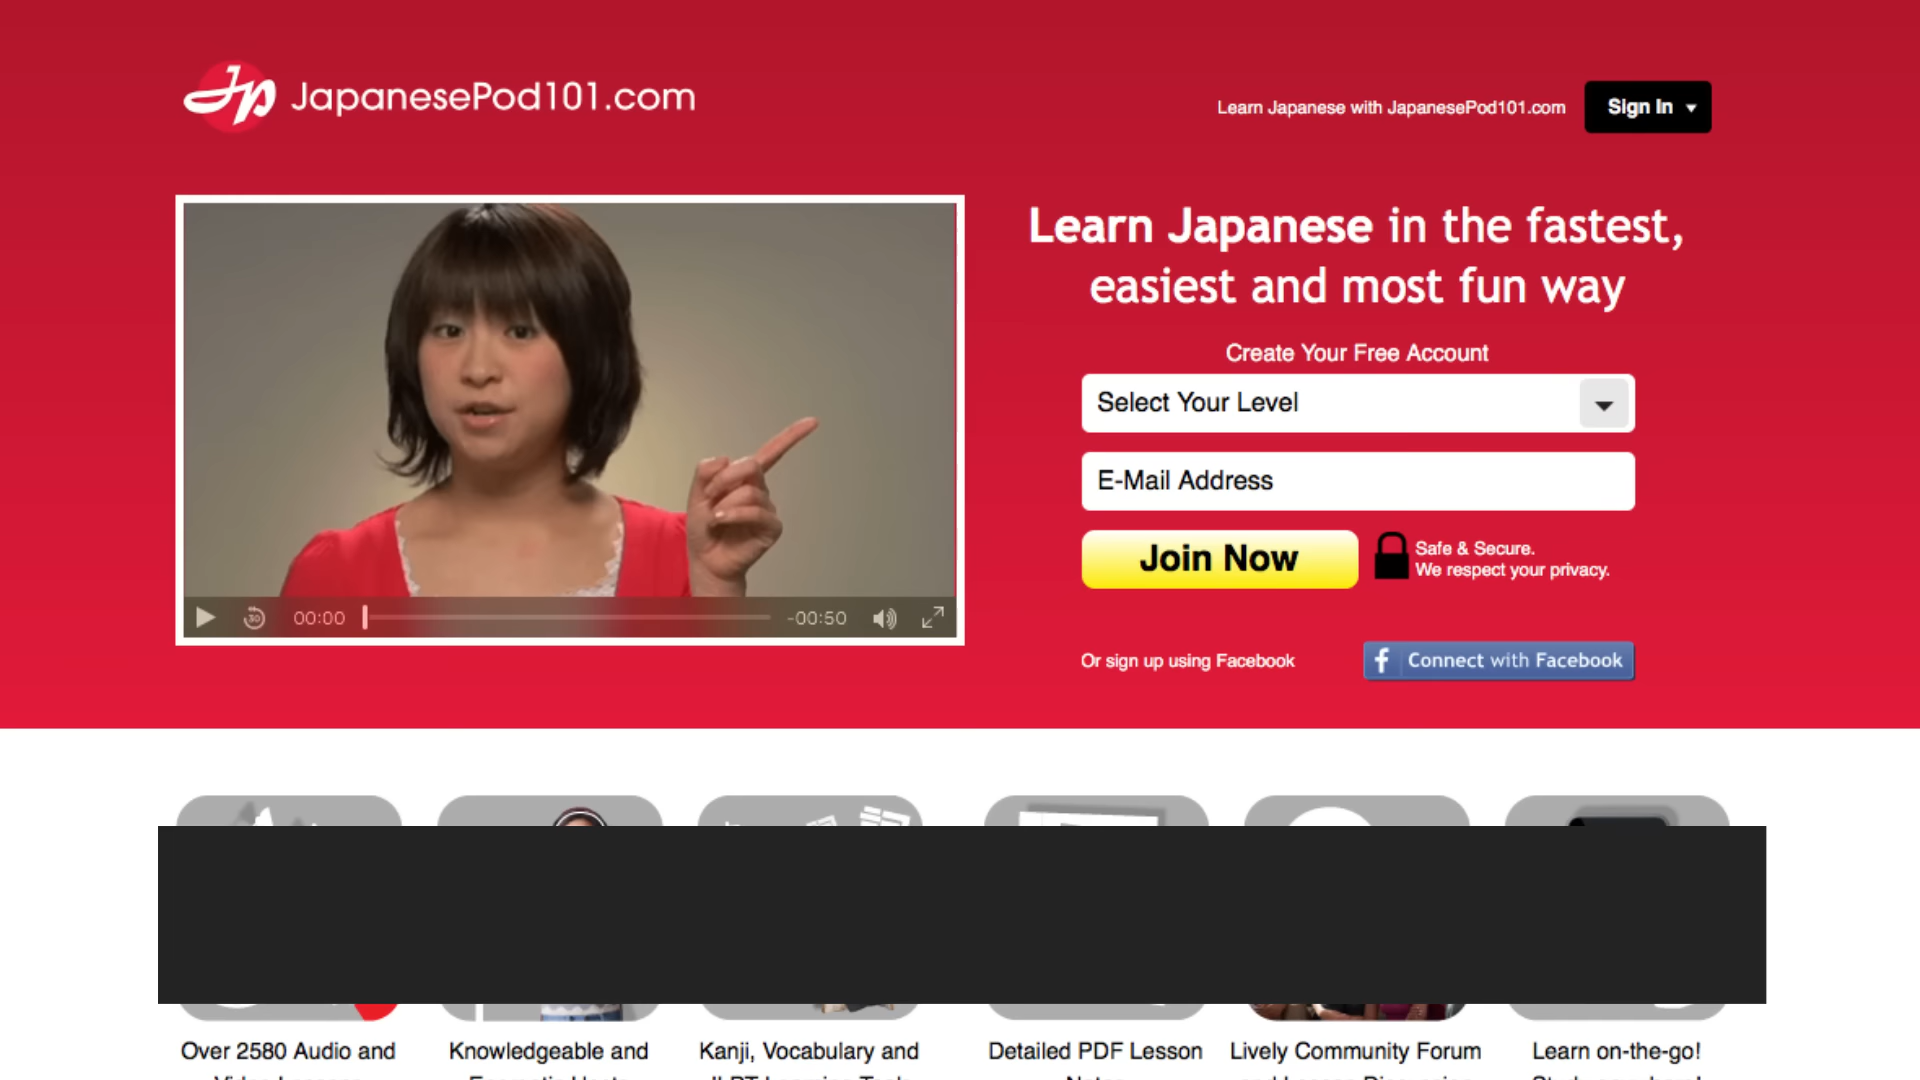 JapanesePod101.com
Learn Japanese with JapanesePod101.com
Sign In
Learn Japanese in the fastest,
easiest and most fun way
Create Your Free Account
Select Your Level
E-Mail Address
Join Now
Safe & Secure.
We respect your privacy.
00:00
-00:50
Or sign up using Facebook
Connect with Facebook
Over 2580 Audio and
Knowledgeable and
Kanji, Vocabulary and
Detailed PDF Lesson
Lively Community Forum
Learn on-the-go!